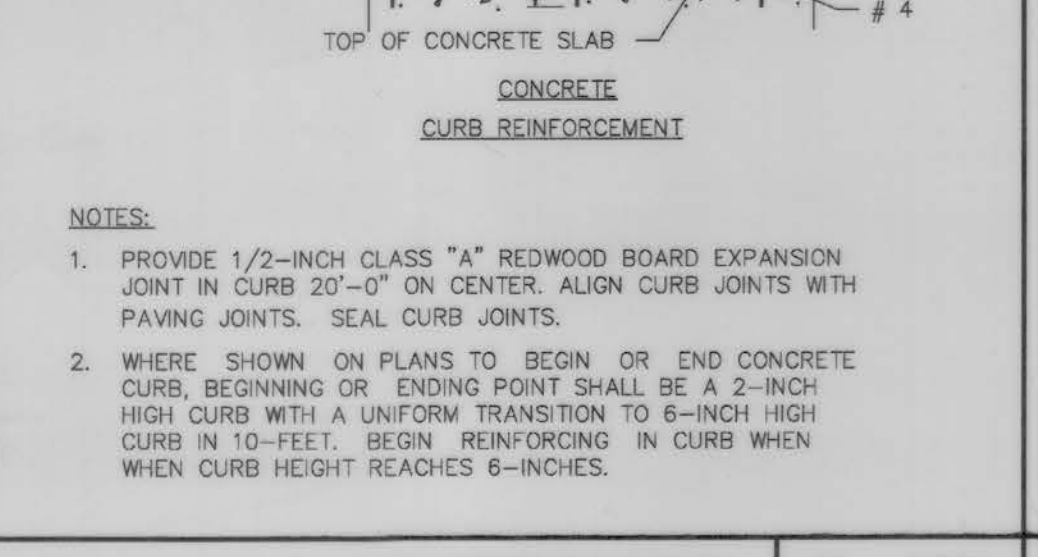 # 4
TOP OF CONCRETE SLAB
CONCRETE
CURB REINFORCEMENT
NOTES:
1. PROVIDE 1/2-INCH CLASS "A" REDWOOD BOARD EXPANSION
JOINT IN CURB 20'-0" ON CENTER. ALIGN CURB JOINTS WITH
PAVING JOINTS. SEAL CURB JOINTS.
2. WHERE SHOWN ON PLANS TO BEGIN OR END CONCRETE
CURB, BEGINNING OR ENDING POINT SHALL BE A 2-INCH
HIGH CURB WITH A UNIFORM TRANSITION TO 6-INCH HIGH
CURB IN 10-FEET. BEGIN REINFORCING IN CURB WHEN
WHEN CURB HEIGHT REACHES 6-INCHES.